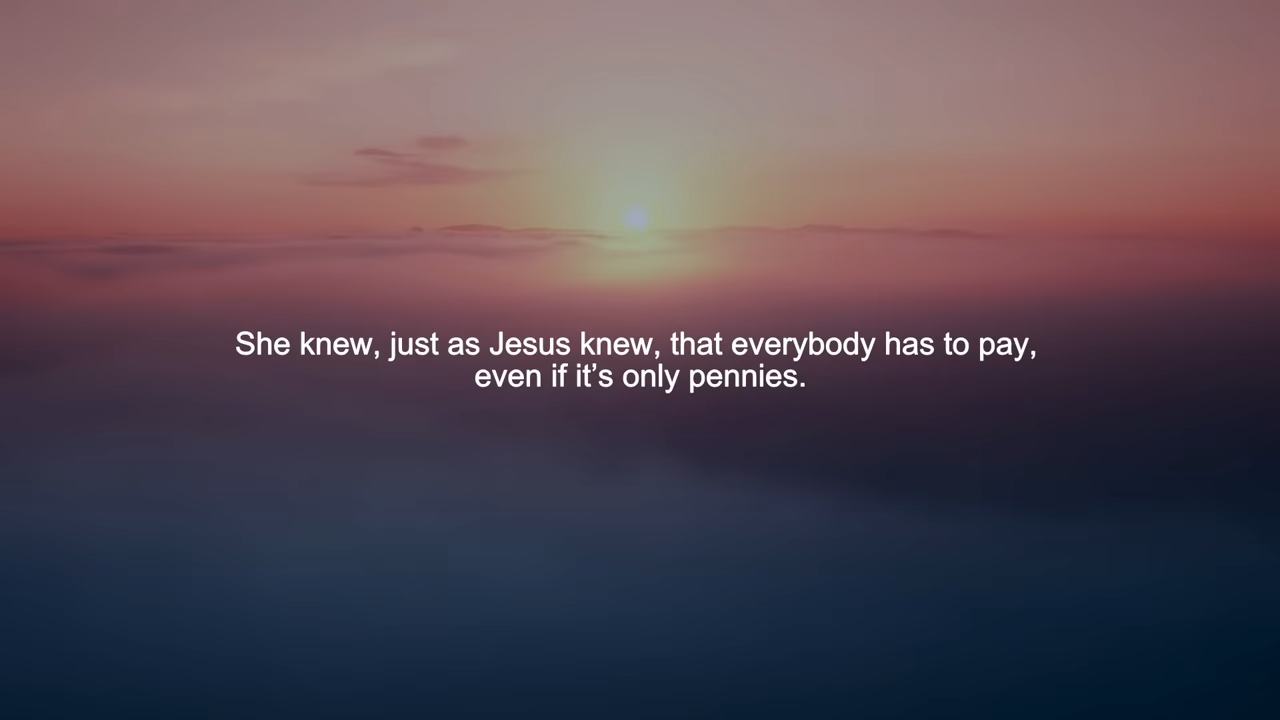 She knew, just as Jesus knew, that everybody has to pay,
even if it’s only pennies.